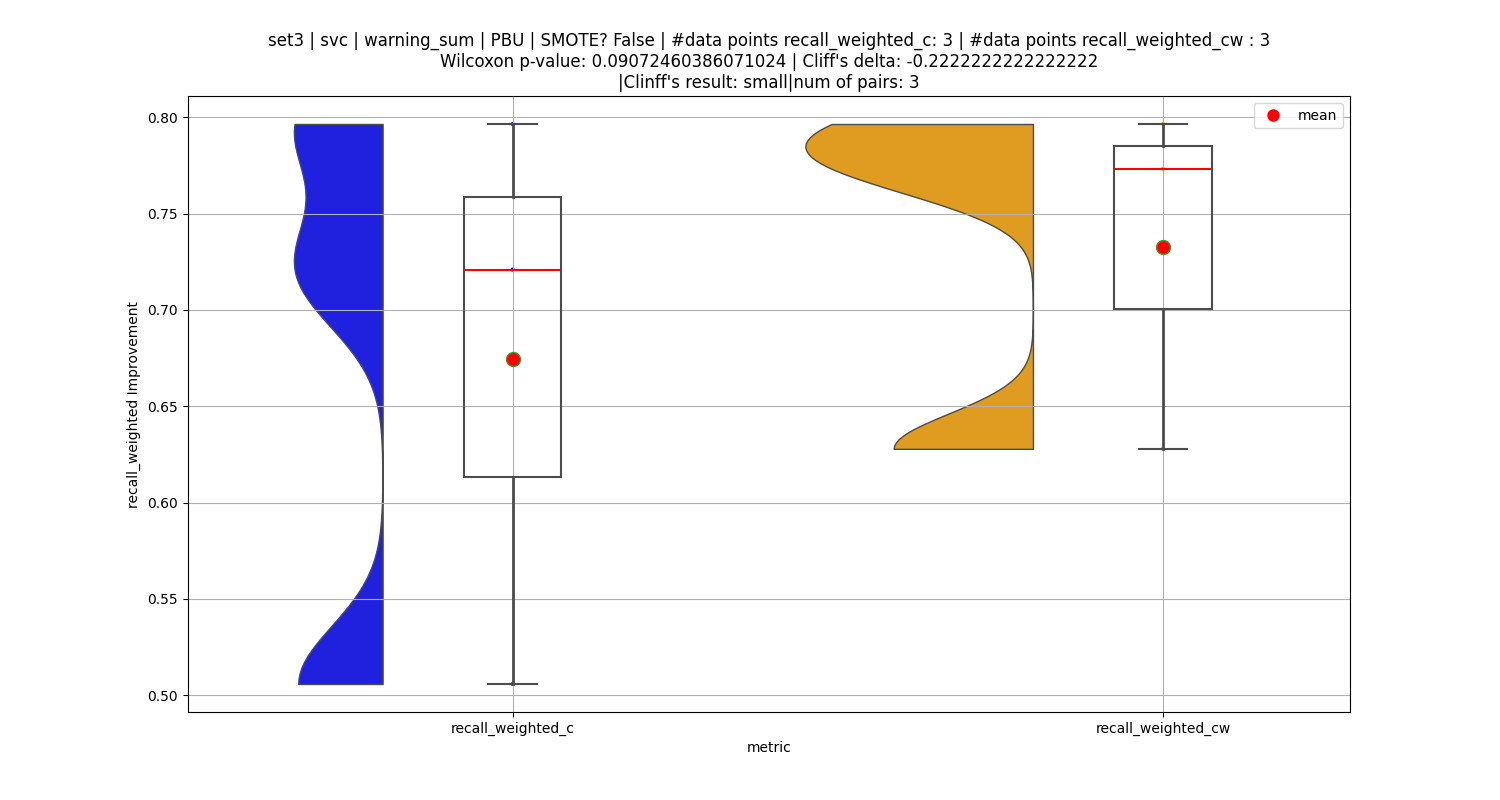 set3 | svc | warning_sum | PBU | SMOTE? False | #data points recall_weighted_c: 3 | #data points recall_weighted_cw : 3
Wilcoxon p-value: 0.09072460386071024 | Cliff's delta: -0.2222222222222222
|Clinff's result: small|num of pairs: 3
mean
0.80
0.75
0.70
0.65
0.60
0.55
0.50
recall_weighted Improvement
recall_weighted_c
recall_weighted_cw
metric